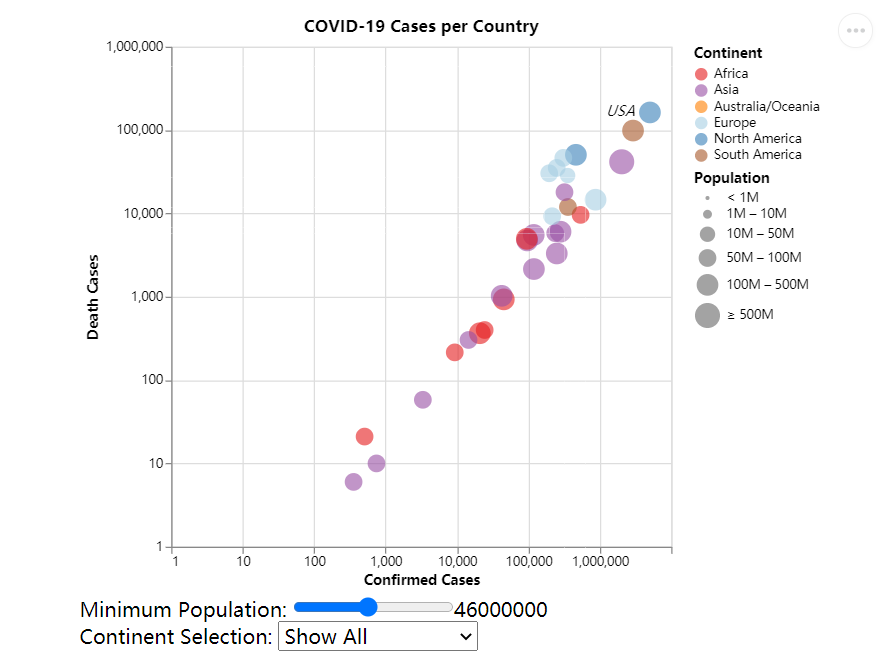 COVID-19 Cases per Country
1,000,000
100,000
10,000
1,000
100
10
1
Death Cases
USA
1 10 100 1,000 10,000 100,000 1,000,000
Confirmed Cases
Continent
Africa
Asia
Australia/Oceania
Europe
North America
South America
Population
< 1M
1M – 10M
10M – 50M
50M – 100M
100M – 500M
≥ 500M
Minimum Population: 46000000
Continent Selection: Show All